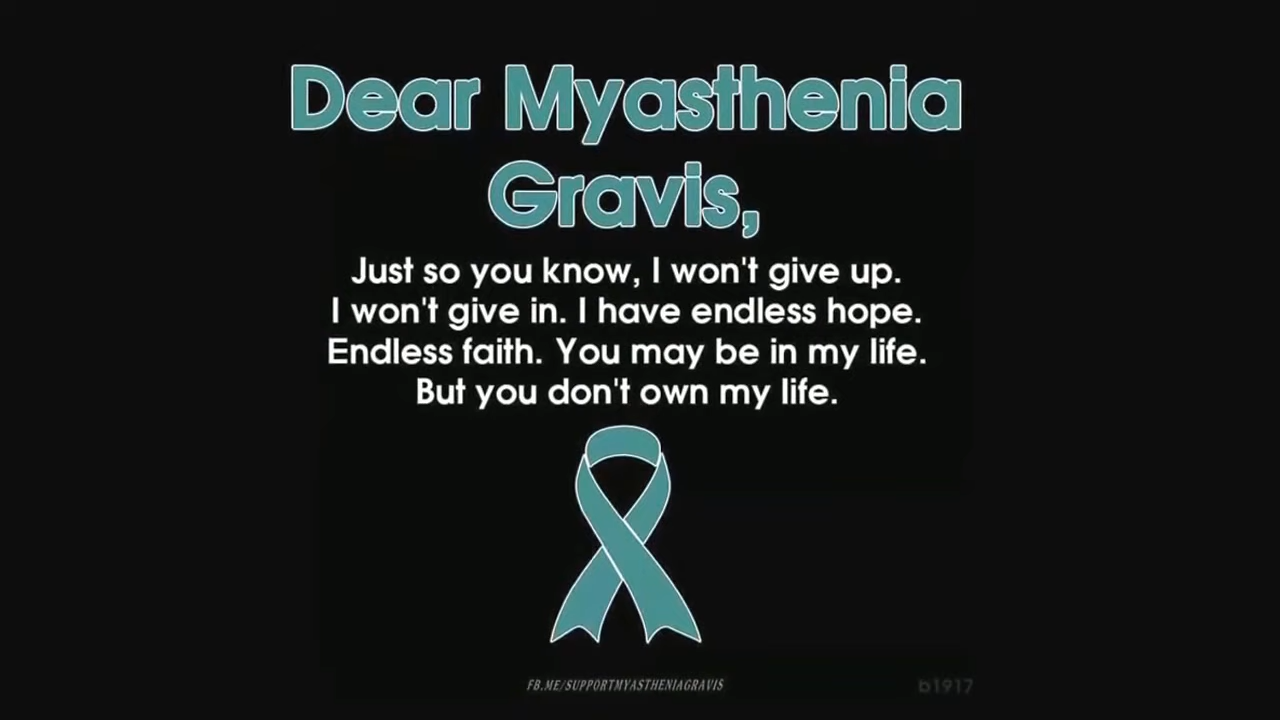 Dear Myasthenia
Gravis,
Just so you know, I won't give up.
I won't give in. I have endless hope.
Endless faith. You may be in my life.
But you don't own my life.
FB.ME/SUPPORTMYASTHENIAGRAVIS
b1917